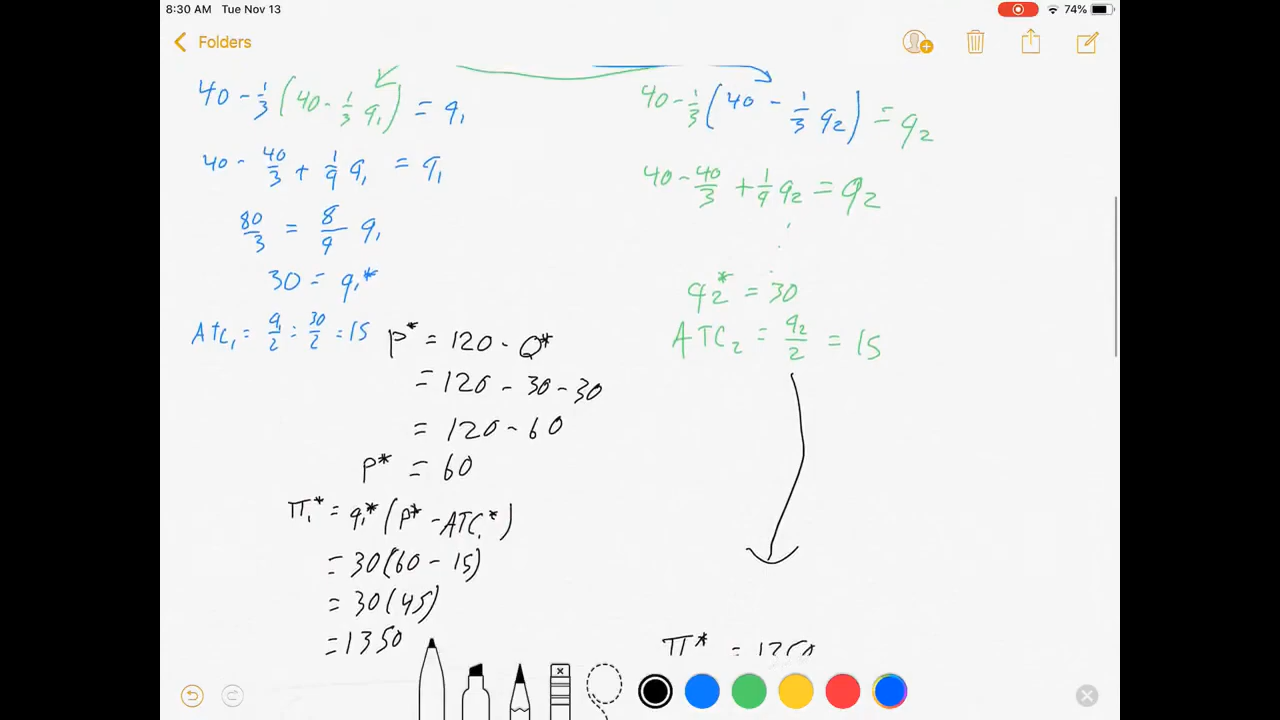 8:30 AM Tue Nov 13
74%
Folders
40 - 1/3 (40 - 1/3 q₁) = q₁
40 - 40/3 + 1/9 q₁ = q₁
80/3 = 8/9 q₁
30 = q₁*
ATC₁ = q₁/2 = 30/2 = 15
40 - 1/3 (40 - 1/3 q₂) = q₂
40 - 40/3 + 1/9 q₂ = q₂
q₂* = 30
ATC₂ = q₂/2 = 15
P* = 120 - Q*
= 120 - 30 - 30
= 120 - 60
P* = 60
π₁* = q₁* (P* - ATC₁*)
= 30(60 - 15)
= 30(45)
= 1350
π* =